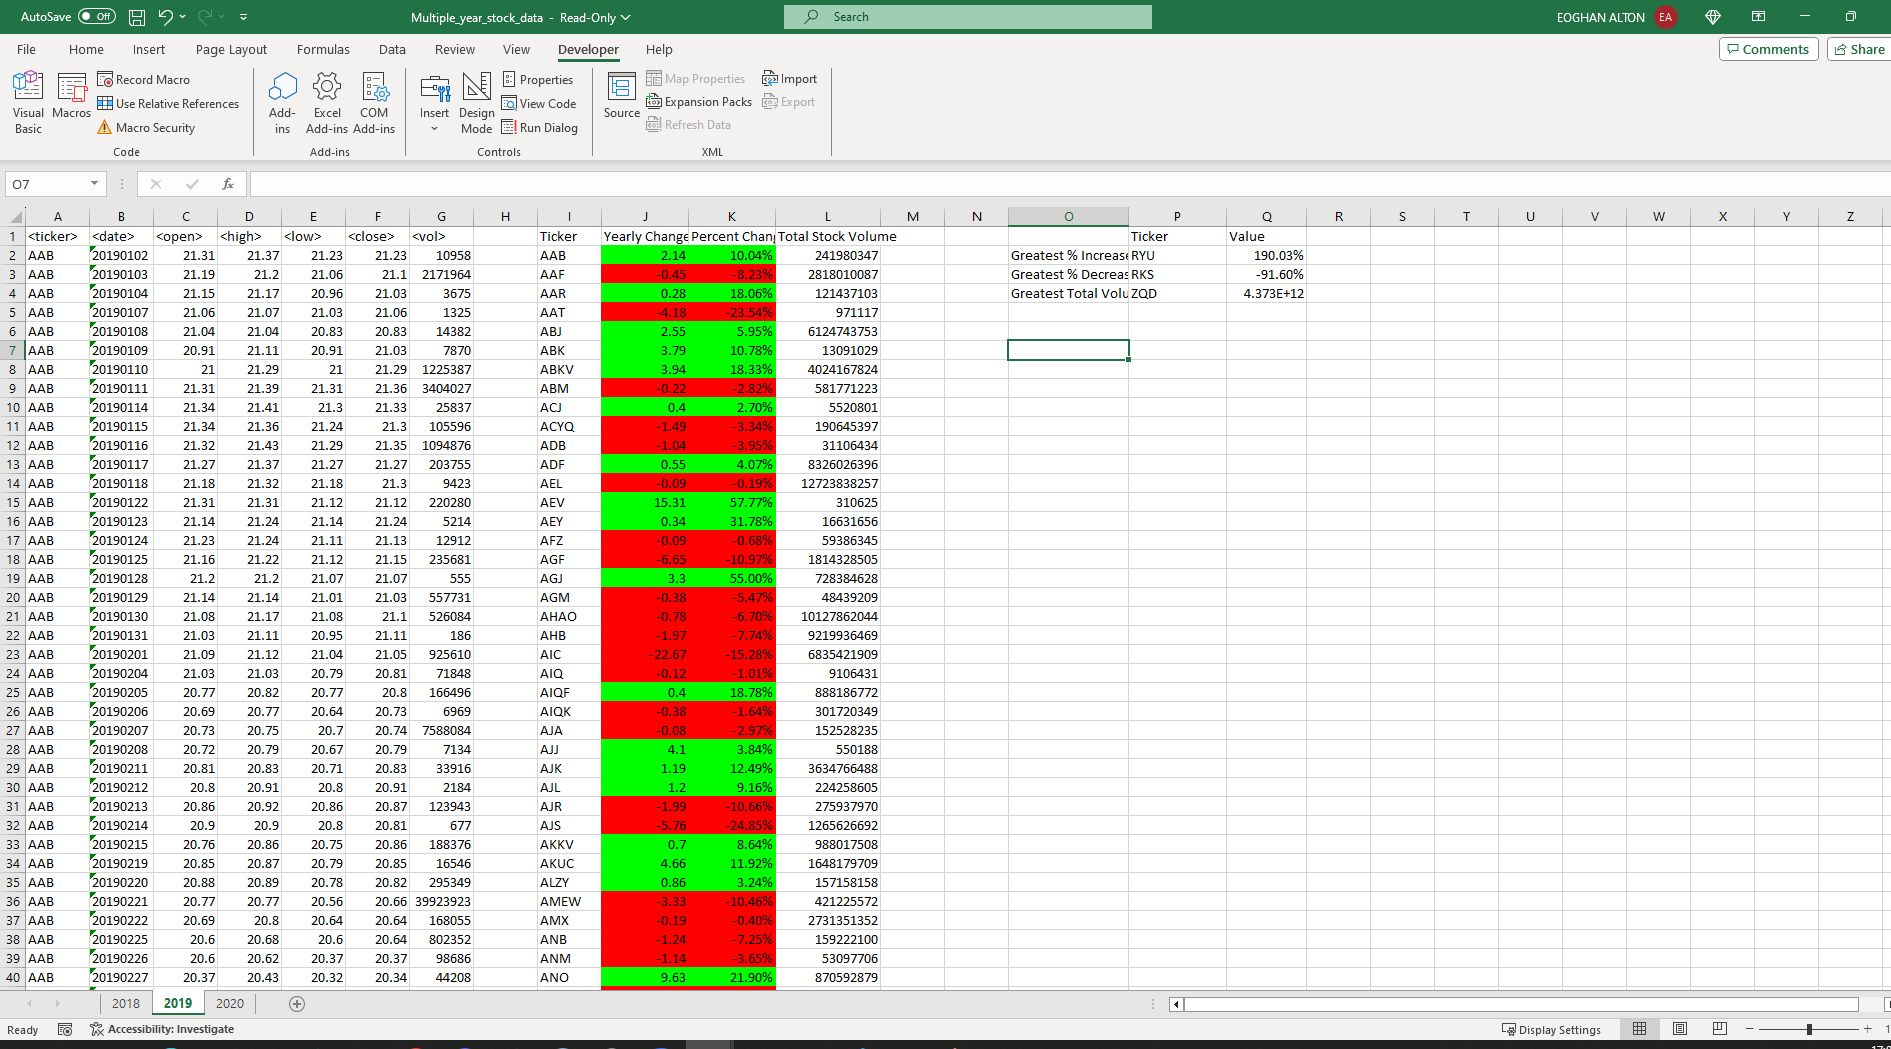 AutoSave Off Multiple_year_stock_data - Read-Only Search EOGHAN ALTON EA
File Home Insert Page Layout Formulas Data Review View Developer Help Comments Share
Visual Basic Macros Record Macro Use Relative References Macro Security Code
Add-ins Excel Add-ins COM Add-ins Add-ins
Insert Design Mode Properties View Code Run Dialog Controls
Source Map Properties Expansion Packs Refresh Data Import Export XML
O7 fx
A B C D E F G H I J K L M N O P Q R S T U V W X Y Z
1 <ticker> <date> <open> <high> <low> <close> <vol> Ticker Yearly Change Percent Chan Total Stock Volume Ticker Value
2 AAB 20190102 21.31 21.37 21.23 21.23 10958 AAB 2.14 10.04% 241980347 Greatest % Increase RYU 190.03%
3 AAB 20190103 21.19 21.2 21.06 21.1 2171964 AAF -0.45 -8.23% 2818010087 Greatest % Decreas RKS -91.60%
4 AAB 20190104 21.15 21.17 20.96 21.03 3675 AAR 0.28 18.06% 121437103 Greatest Total Volu ZQD 4.373E+12
5 AAB 20190107 21.06 21.07 21.03 21.06 1325 AAT -4.18 -23.54% 971117
6 AAB 20190108 21.04 21.04 20.83 20.83 14382 ABJ 2.55 5.95% 6124743753
7 AAB 20190109 20.91 21.11 20.91 21.03 7870 ABK 3.79 10.78% 13091029
8 AAB 20190110 21 21.29 21 21.29 1225387 ABKV 3.94 18.33% 4024167824
9 AAB 20190111 21.31 21.39 21.31 21.36 3404027 ABM -0.22 -2.82% 581771223
10 AAB 20190114 21.34 21.41 21.3 21.33 25837 ACJ 0.4 2.70% 5520801
11 AAB 20190115 21.34 21.36 21.24 21.3 105596 ACYQ -1.49 -3.34% 190645397
12 AAB 20190116 21.32 21.43 21.29 21.35 1094876 ADB -1.04 -3.95% 31106434
13 AAB 20190117 21.27 21.37 21.27 21.27 203755 ADF 0.55 4.07% 8326026396
14 AAB 20190118 21.18 21.32 21.18 21.3 9423 AEL -0.09 -0.19% 12723838257
15 AAB 20190122 21.31 21.31 21.12 21.12 220280 AEV 15.31 57.77% 310625
16 AAB 20190123 21.14 21.24 21.14 21.24 5214 AEY 0.34 31.78% 16631656
17 AAB 20190124 21.23 21.24 21.11 21.13 12912 AFZ -0.09 -0.68% 59386345
18 AAB 20190125 21.16 21.22 21.12 21.15 235681 AGF -6.65 -10.97% 1814328505
19 AAB 20190128 21.2 21.2 21.07 21.07 555 AGJ 3.3 55.00% 728384628
20 AAB 20190129 21.14 21.14 21.01 21.03 557731 AGM -0.38 -5.47% 48439209
21 AAB 20190130 21.08 21.17 21.08 21.1 526084 AHAO -0.78 -6.70% 10127862044
22 AAB 20190131 21.03 21.11 20.95 21.11 186 AHB -1.97 -7.74% 9219936469
23 AAB 20190201 21.09 21.12 21.04 21.05 925610 AIC -22.67 -15.28% 6835421909
24 AAB 20190204 21.03 21.03 20.79 20.81 71848 AIQ -0.12 -1.01% 9106431
25 AAB 20190205 20.77 20.82 20.77 20.8 166496 AIQF 0.4 18.78% 888186772
26 AAB 20190206 20.69 20.77 20.64 20.73 6969 AIQK -0.38 -1.64% 301720349
27 AAB 20190207 20.73 20.75 20.7 20.74 7588084 AJA -0.08 -2.97% 152528235
28 AAB 20190208 20.72 20.79 20.67 20.79 7134 AJJ 4.1 3.84% 550188
29 AAB 20190211 20.81 20.83 20.71 20.83 33916 AJK 1.19 12.49% 3634766488
30 AAB 20190212 20.8 20.91 20.8 20.91 2184 AJL 1.2 9.16% 224258605
31 AAB 20190213 20.86 20.92 20.86 20.87 123943 AJR -1.99 -10.66% 275937970
32 AAB 20190214 20.9 20.9 20.8 20.81 677 AJS -5.76 -24.85% 1265626692
33 AAB 20190215 20.76 20.86 20.75 20.86 188376 AKKV 0.7 8.64% 988017508
34 AAB 20190219 20.85 20.87 20.79 20.85 16546 AKUC 4.66 11.92% 1648179709
35 AAB 20190220 20.88 20.89 20.78 20.82 295349 ALZY 0.86 3.24% 157158158
36 AAB 20190221 20.77 20.77 20.56 20.66 39923923 AMEW -3.33 -10.46% 421225572
37 AAB 20190222 20.69 20.8 20.64 20.64 168055 AMX -0.19 -0.40% 2731351352
38 AAB 20190225 20.6 20.68 20.6 20.64 802352 ANB -1.24 -7.25% 159222100
39 AAB 20190226 20.6 20.62 20.37 20.37 98686 ANM -1.14 -3.65% 53097706
40 AAB 20190227 20.37 20.43 20.32 20.34 44208 ANO 9.63 21.90% 870592879
2018 2019 2020
Ready Accessibility: Investigate Display Settings